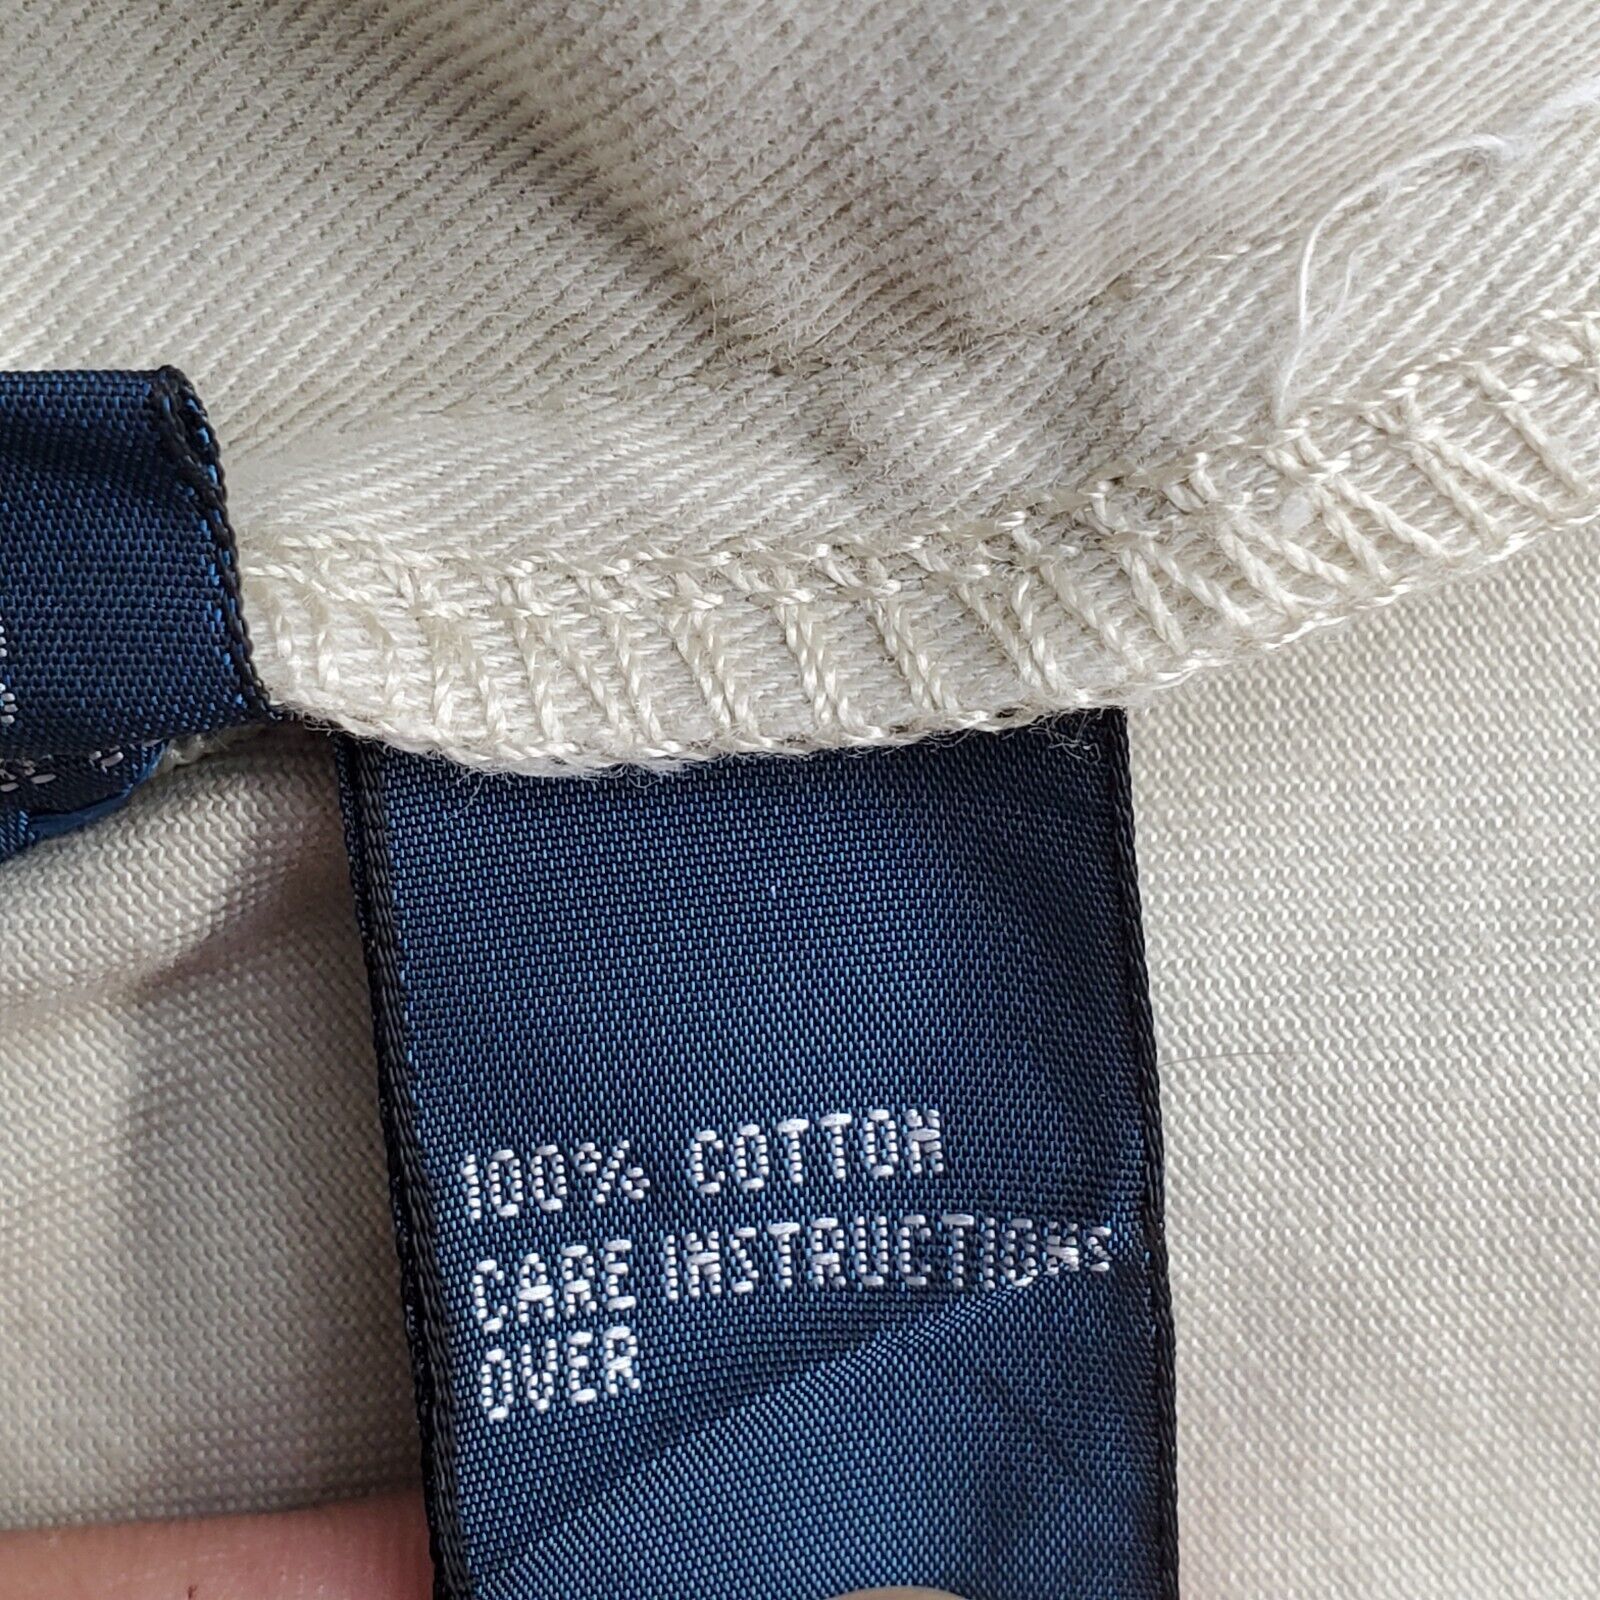 100% COTTON
CARE INSTRUCTIONS
OVER